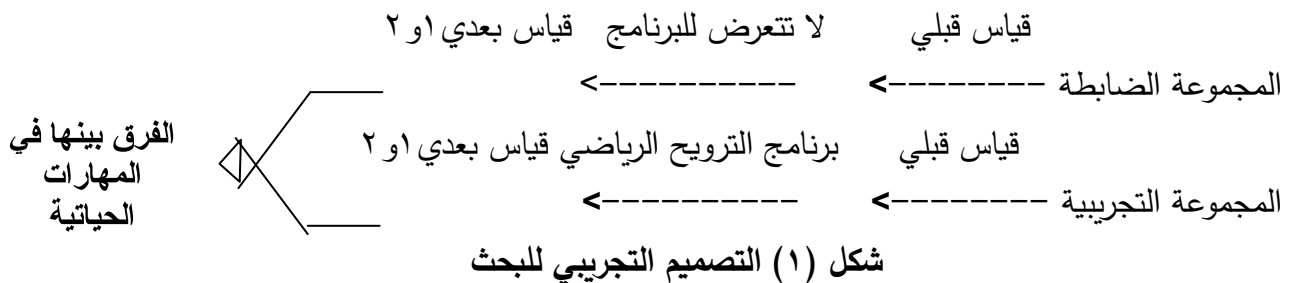 قياس قبلي لا تتعرض للبرنامج قياس بعدي ١و ٢
المجموعة الضابطة --------> ---------->
قياس قبلي برنامج الترويح الرياضي قياس بعدي ١و ٢
المجموعة التجريبية --------> ---------->
الفرق بينها في
المهارات
الحياتية
شكل (١) التصميم التجريبي للبحث